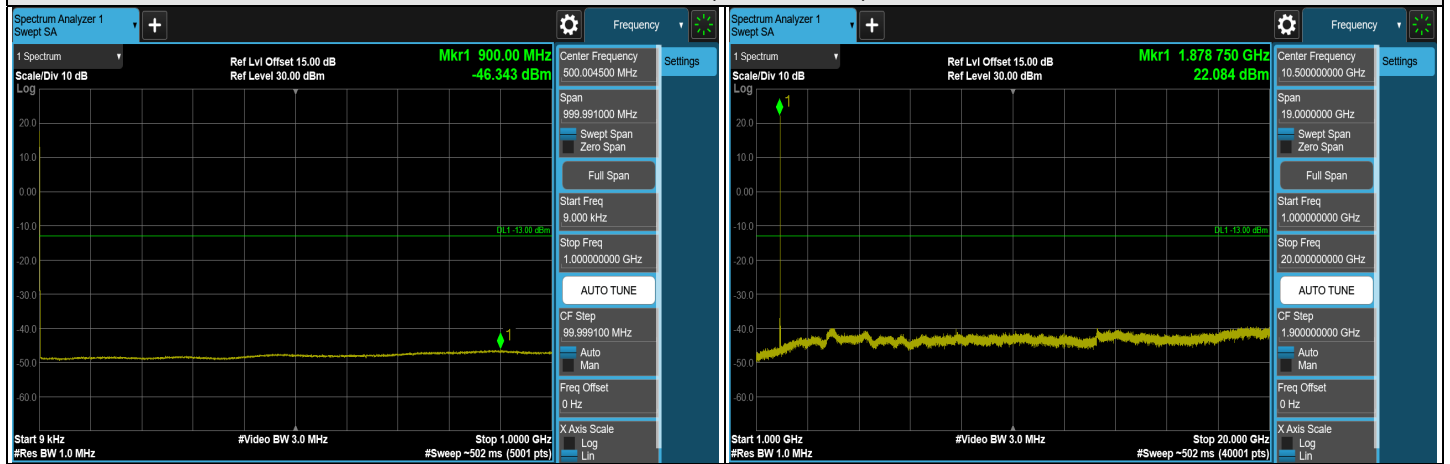 Spectrum Analyzer 1
Swept SA
+
Frequency
1 Spectrum
Scale/Div 10 dB
Log
Ref Lvl Offset 15.00 dB
Ref Level 30.00 dBm
Mkr1 900.00 MHz
-46.343 dBm
20.0
10.0
0.00
-10.0
-20.0
-30.0
-40.0
-50.0
-60.0
DL1 -13.00 dBm
1
Start 9 kHz
#Res BW 1.0 MHz
#Video BW 3.0 MHz
Stop 1.0000 GHz
#Sweep ~502 ms (5001 pts)
Center Frequency
500.004500 MHz
Settings
Span
999.991000 MHz
Swept Span
Zero Span
Full Span
Start Freq
9.000 kHz
Stop Freq
1.000000000 GHz
AUTO TUNE
CF Step
99.999100 MHz
Auto
Man
Freq Offset
0 Hz
X Axis Scale
Log
Lin
Spectrum Analyzer 1
Swept SA
+
Frequency
1 Spectrum
Scale/Div 10 dB
Log
Ref Lvl Offset 15.00 dB
Ref Level 30.00 dBm
Mkr1 1.878 750 GHz
22.084 dBm
1
20.0
10.0
0.00
-10.0
-20.0
-30.0
-40.0
-50.0
-60.0
DL1 -13.00 dBm
Start 1.000 GHz
#Res BW 1.0 MHz
#Video BW 3.0 MHz
Stop 20.000 GHz
#Sweep ~502 ms (40001 pts)
Center Frequency
10.500000000 GHz
Settings
Span
19.0000000 GHz
Swept Span
Zero Span
Full Span
Start Freq
1.000000000 GHz
Stop Freq
20.000000000 GHz
AUTO TUNE
CF Step
1.900000000 GHz
Auto
Man
Freq Offset
0 Hz
X Axis Scale
Log
Lin